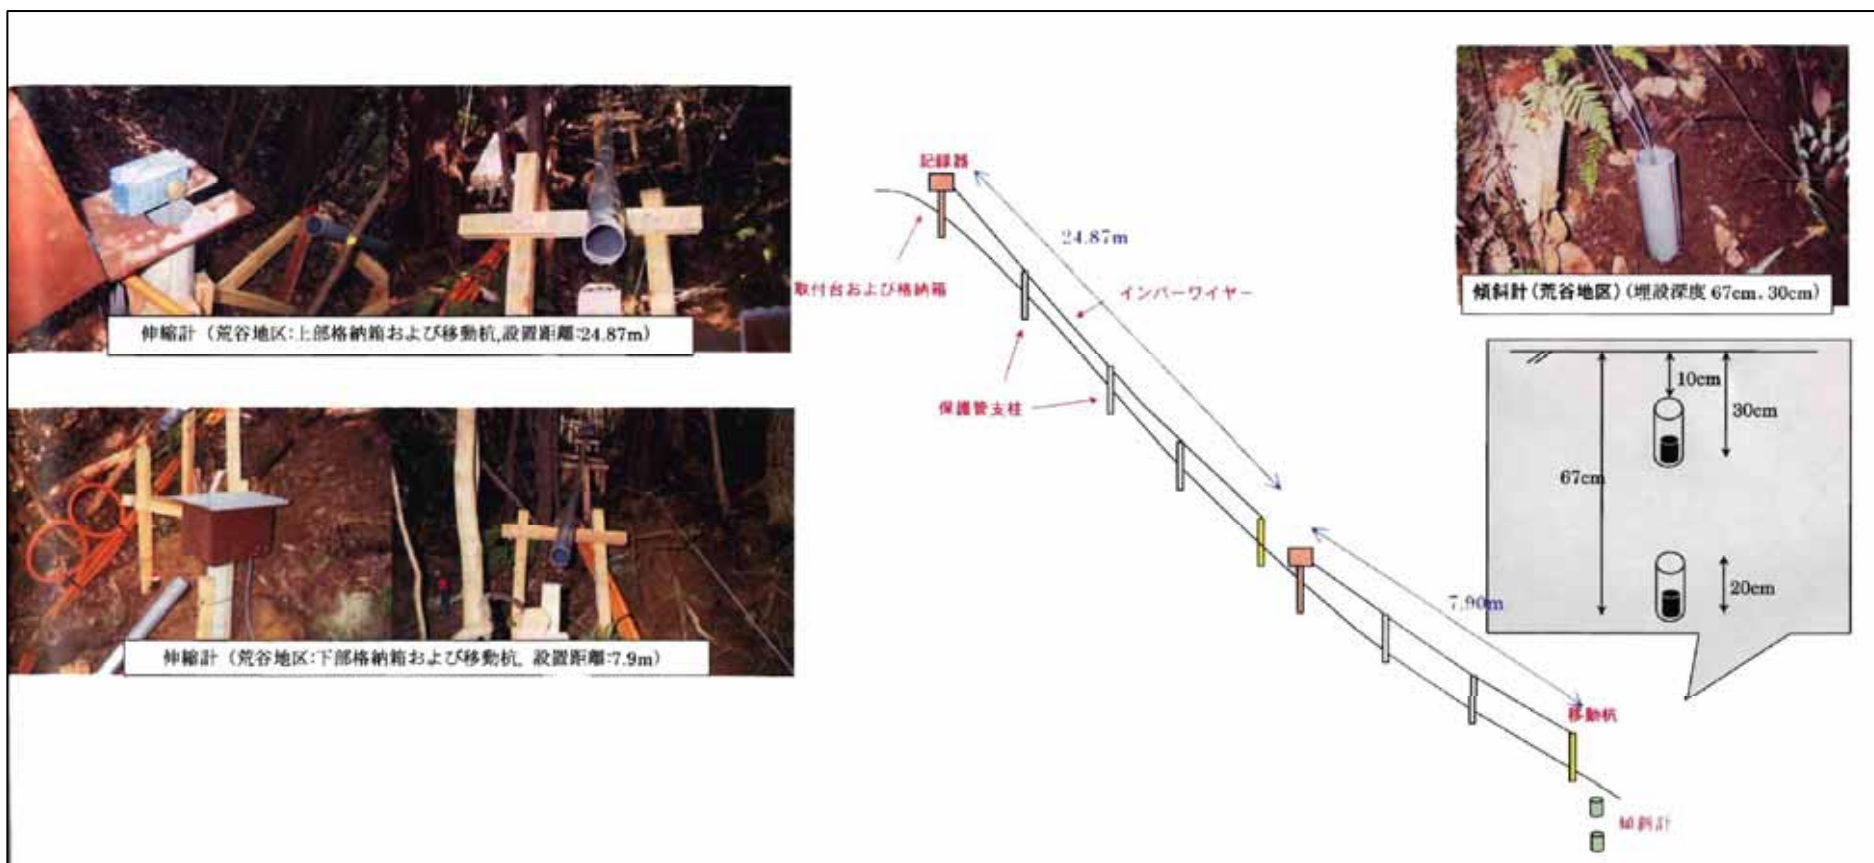 伸縮計 (荒谷地区:上部格納箱および移動杭,設置距離:24.87m)
伸縮計 (荒谷地区:下部格納箱および移動杭, 設置距離:7.9m)
記録器
24.87m
取付台および格納箱
インバーワイヤー
保護管支柱
7.90m
移動杭
傾斜計
傾斜計(荒谷地区)(埋設深度 67cm, 30cm)
10cm
30cm
67cm
20cm